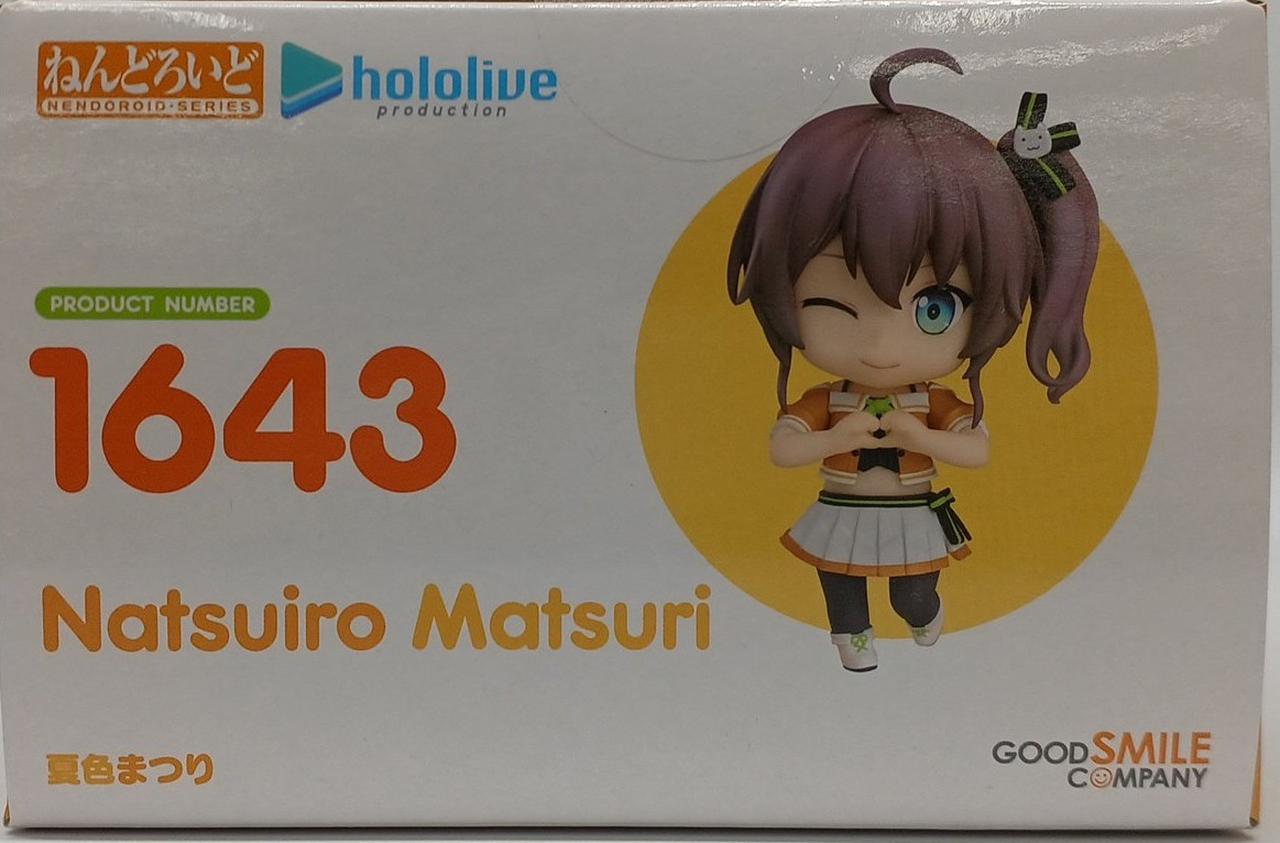 ねんどろいど
NENDOROID·SERIES
hololive
production
PRODUCT NUMBER
1643
Natsuiro Matsuri
夏色まつり
GOOD SMILE
COMPANY